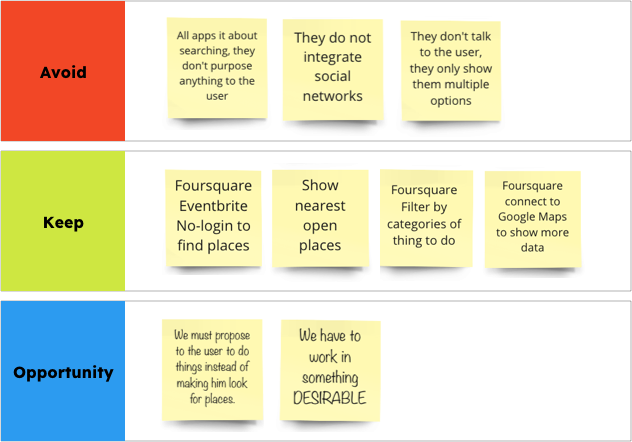 Avoid
All apps it about
searching, they
don't purpose
anything to the
user
They do not
integrate
social
networks
They don't talk
to the user,
they only show
them multiple
options
Keep
Foursquare
Eventbrite
No-login to
find places
Show
nearest
open
places
Foursquare
Filter by
categories of
thing to do
Foursquare
connect to
Google Maps
to show more
data
Opportunity
We must propose
to the user to do
things instead of
making him look
for places.
We have to
work in
something
DESIRABLE